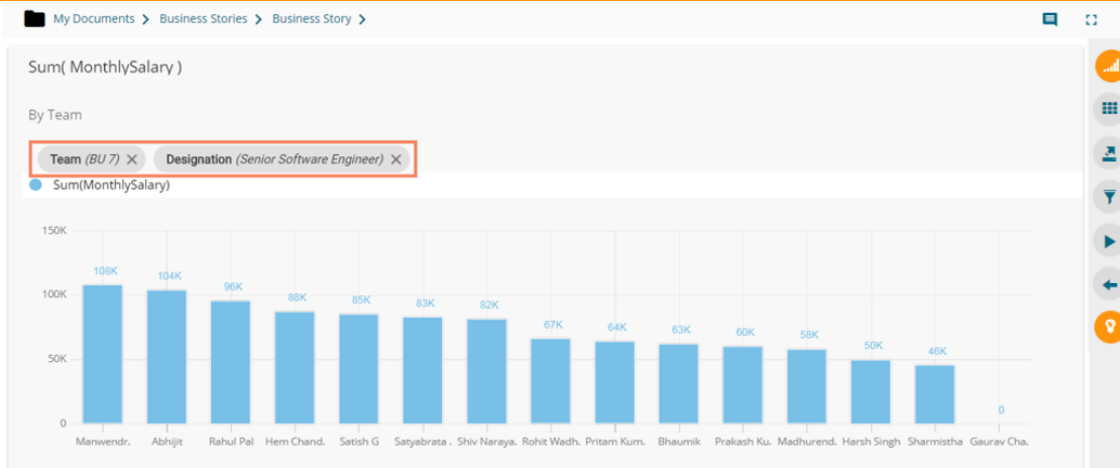 My Documents > Business Stories > Business Story >
Sum( MonthlySalary )
By Team
Team (BU 7) × Designation (Senior Software Engineer) ×
Sum(MonthlySalary)
150K
108K 104K 96K 88K 85K 83K 82K 67K 64K 63K 60K 58K 50K 46K 0
100K
50K
0
Manwendr. Abhijit Rahul Pal Hem Chand. Satish G Satyabrata . Shiv Naraya. Rohit Wadh. Pritam Kum. Bhaumik Prakash Ku. Madhurend. Harsh Singh Sharmistha Gaurav Cha.